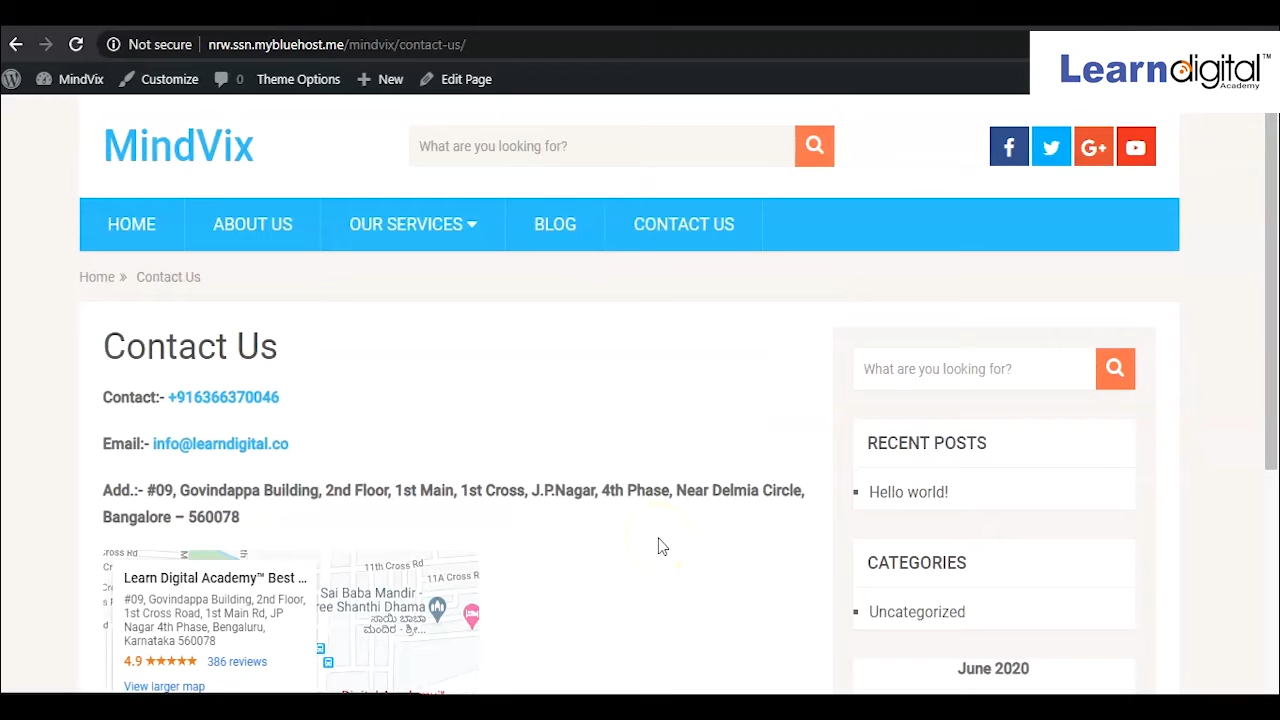 Not secure nrw.ssn.mybluehost.me/mindvix/contact-us/
Learndigital™
Academy
MindVix Customize 0 Theme Options New Edit Page
MindVix
What are you looking for?
f G+
HOME ABOUT US OUR SERVICES BLOG CONTACT US
Home » Contact Us
Contact Us
Contact:- +916366370046
Email:- info@learndigital.co
Add.:- #09, Govindappa Building, 2nd Floor, 1st Main, 1st Cross, J.P.Nagar, 4th Phase, Near Delmia Circle,
Bangalore – 560078
Cross Rd
Learn Digital Academy™ Best ...
#09, Govindappa Building, 2nd Floor,
1st Cross Road, 1st Main Rd, JP
Nagar 4th Phase, Bengaluru,
Karnataka 560078
4.9 ★★★★★ 386 reviews
View larger map
11th Cross Rd
11A Cross R
Sai Baba Mandir -
ree Shanthi Dhama
ಸಾಯಿ ಬಾಬಾ
ಮಂದಿರ - ಶ್ರೀ...
What are you looking for?
RECENT POSTS
Hello world!
CATEGORIES
Uncategorized
June 2020